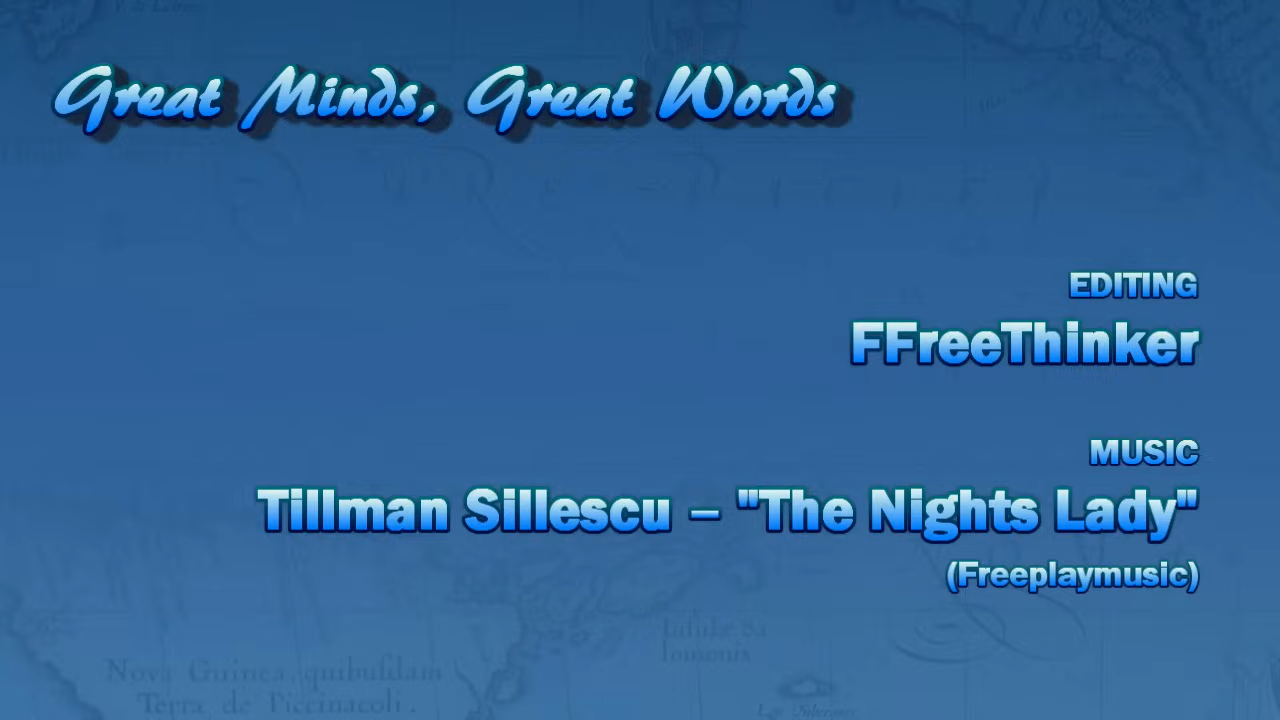 Great Minds, Great Words
EDITING
FFreeThinker
MUSIC
Tillman Sillescu – "The Nights Lady"
(Freeplaymusic)
Nova Guinea, quibusdam
Terra de Piccinacoli.